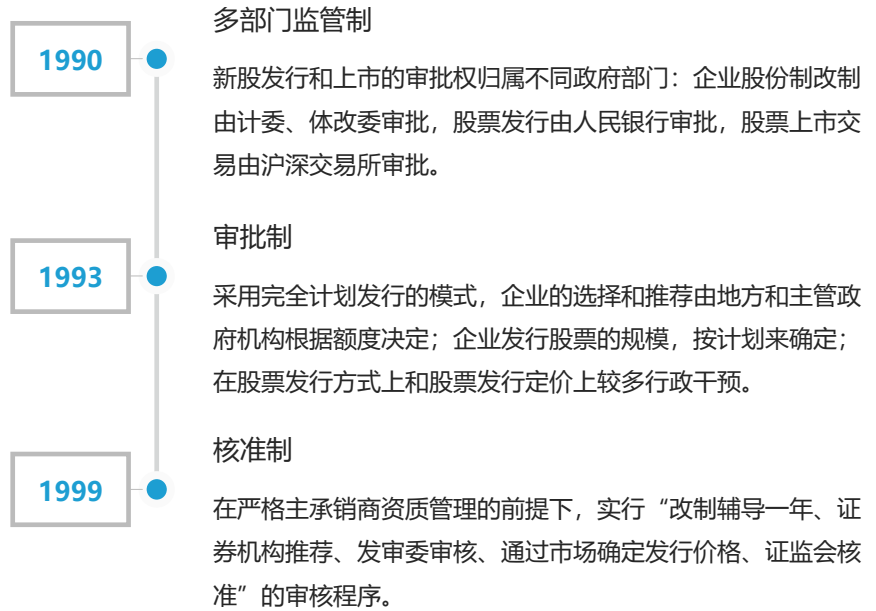 多部门监管制
1990
新股发行和上市的审批权归属不同政府部门：企业股份制改制
由计委、体改委审批，股票发行由人民银行审批，股票上市交
易由沪深交易所审批。
审批制
1993
采用完全计划发行的模式，企业的选择和推荐由地方和主管政
府机构根据额度决定；企业发行股票的规模，按计划来确定；
在股票发行方式上和股票发行定价上较多行政干预。
核准制
1999
在严格主承销商资质管理的前提下，实行“改制辅导一年、证
券机构推荐、发审委审核、通过市场确定发行价格、证监会核
准”的审核程序。